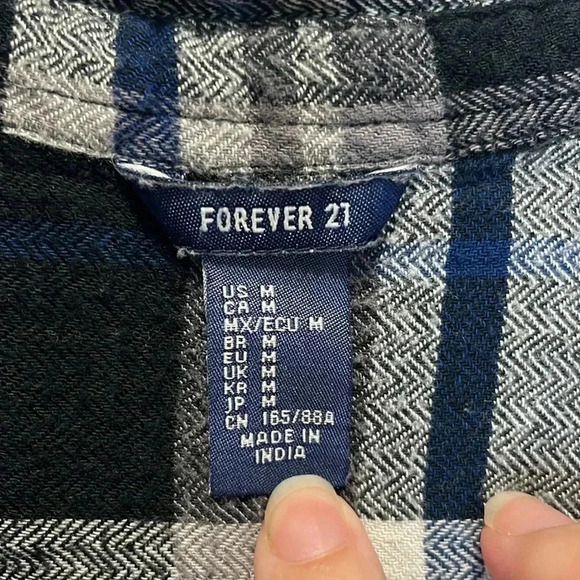 FOREVER 21
US M
CA M
MX/ECU M
BR M
EU M
UK M
KR M
JP M
CN 165/88A
MADE IN
INDIA